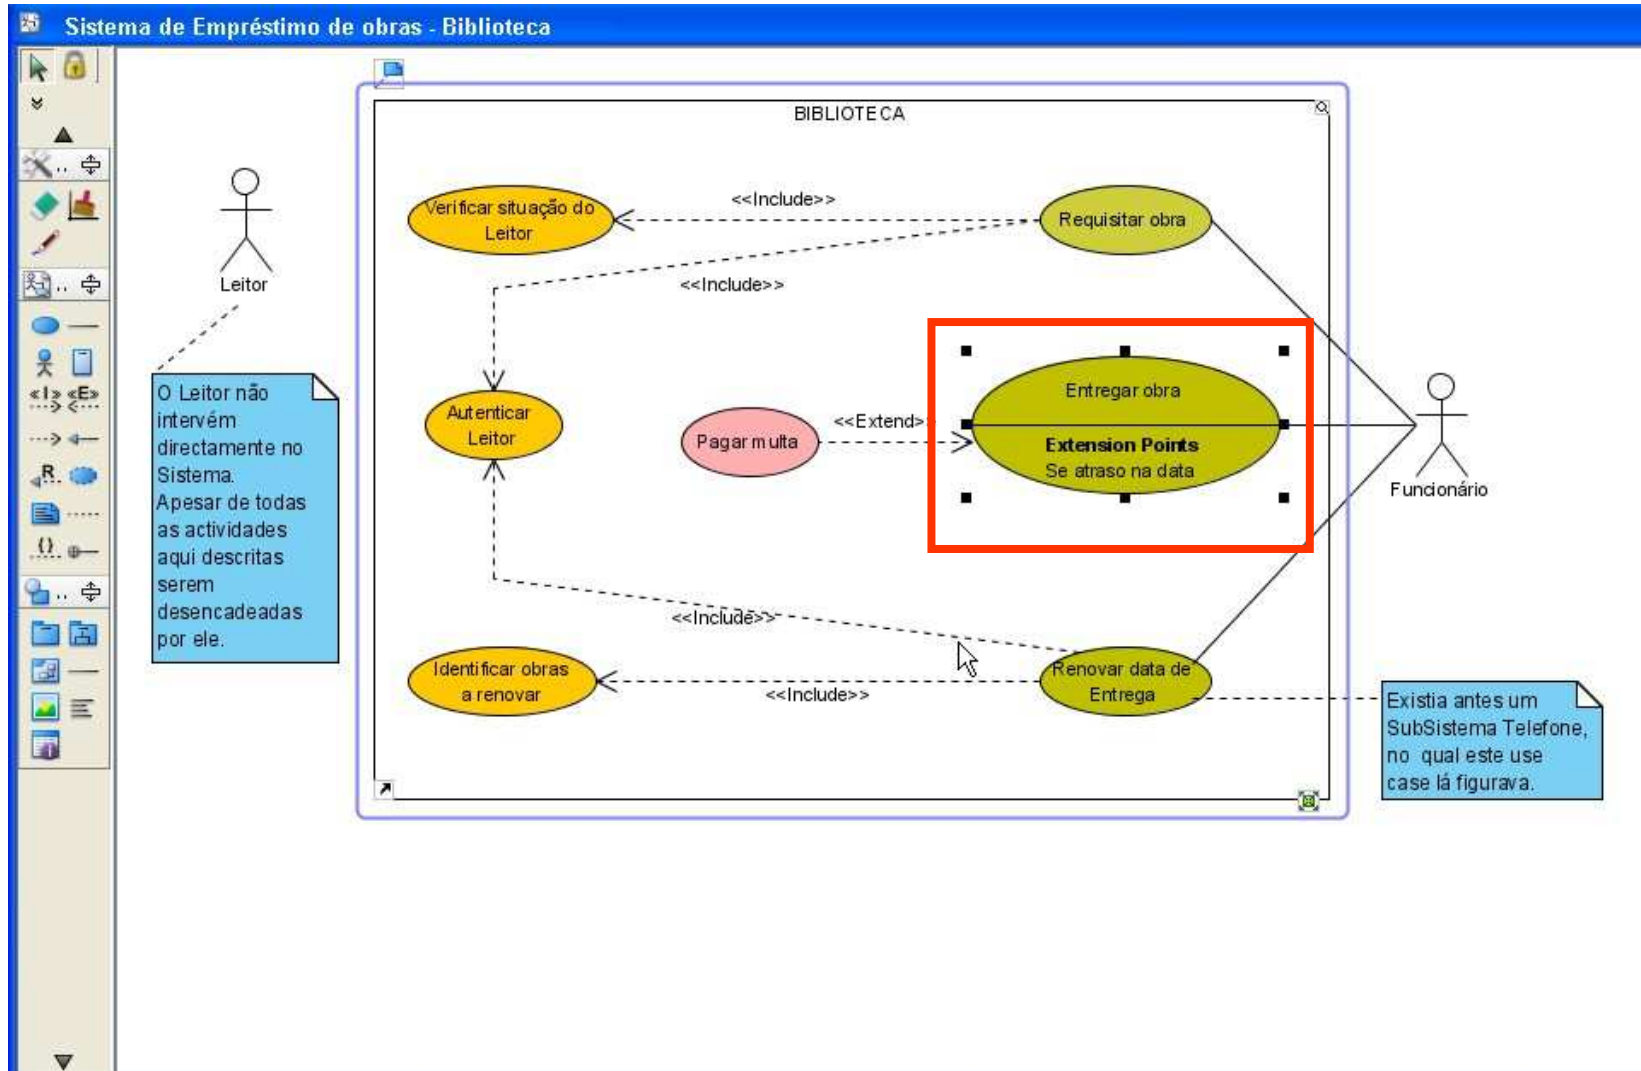 Sistema de Empréstimo de obras - Biblioteca
BIBLIOTECA
Verificar situação do
Leitor
<<Include>>
Requisitar obra
<<Include>>
Leitor
O Leitor não
intervém
directamente no
Sistema.
Apesar de todas
as actividades
aqui descritas
serem
desencadeadas
por ele.
Autenticar
Leitor
Pagar multa
<<Extend>
Entregar obra
Extension Points
Se atraso na data
Funcionário
<<Include>>
Identificar obras
a renovar
<<Include>>
Renovar data de
Entrega
Existia antes um
SubSistema Telefone,
no qual este use
case lá figurava.
«I» «E»
R.
{}